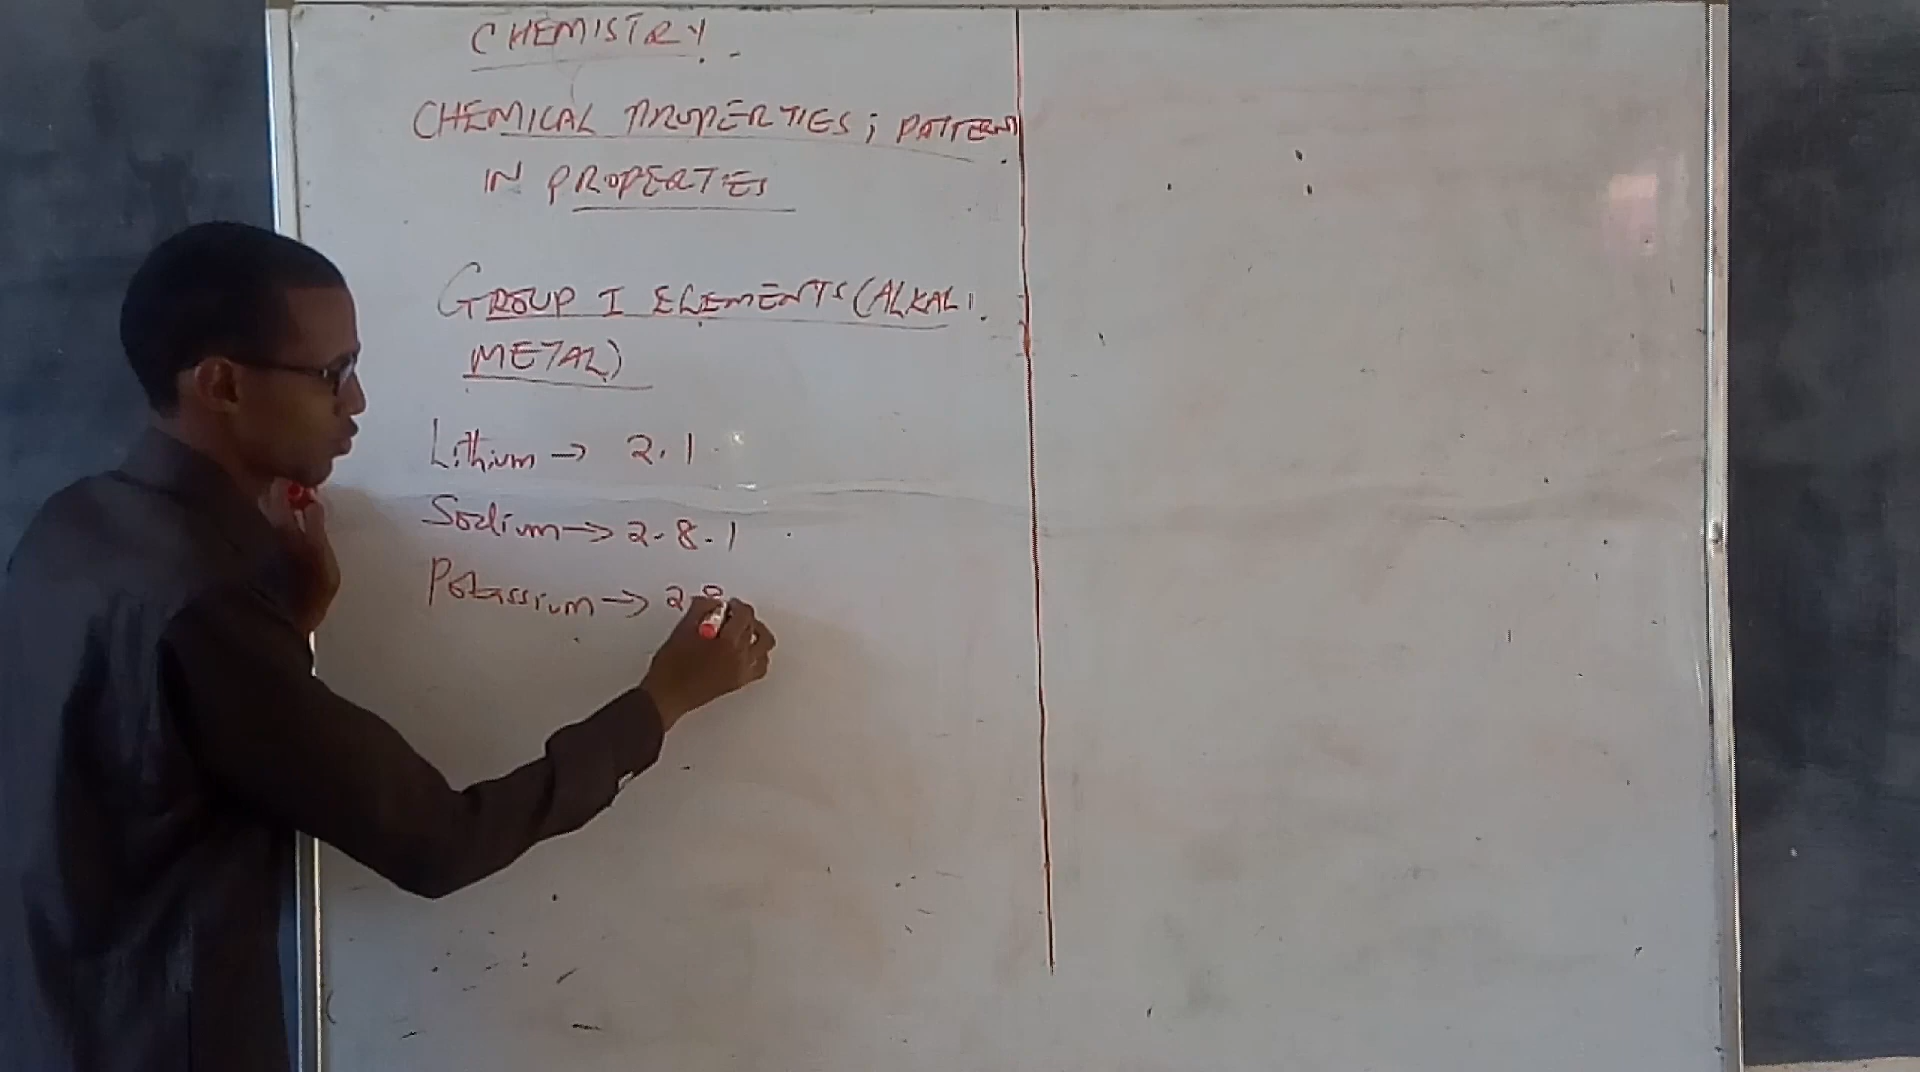 CHEMISTRY.
CHEMICAL PROPERTIES; PATTERNS
IN PROPERTIES
GROUP I ELEMENTS (ALKALI
METAL)
Lithium → 2.1
Sodium → 2.8.1
Potassium → 2.8